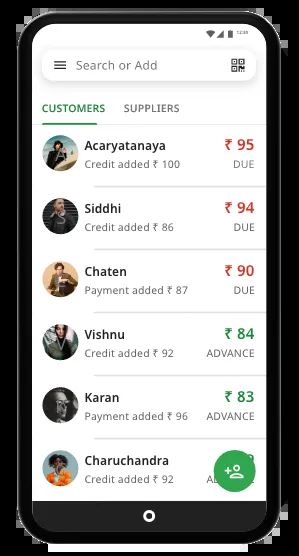 12:30
Search or Add
CUSTOMERS SUPPLIERS
Acaryatanaya ₹ 95
Credit added ₹ 100 DUE
Siddhi ₹ 94
Credit added ₹ 86 DUE
Chaten ₹ 90
Payment added ₹ 87 DUE
Vishnu ₹ 84
Credit added ₹ 92 ADVANCE
Karan ₹ 83
Payment added ₹ 96 ADVANCE
Charuchandra
Credit added ₹ 92